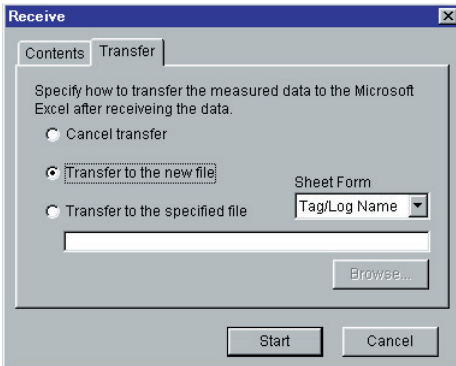 Receive
Contents Transfer
Specify how to transfer the measured data to the Microsoft
Excel after receiveing the data.
Cancel transfer
Transfer to the new file
Sheet Form
Transfer to the specified file Tag/Log Name
Browse...
Start Cancel